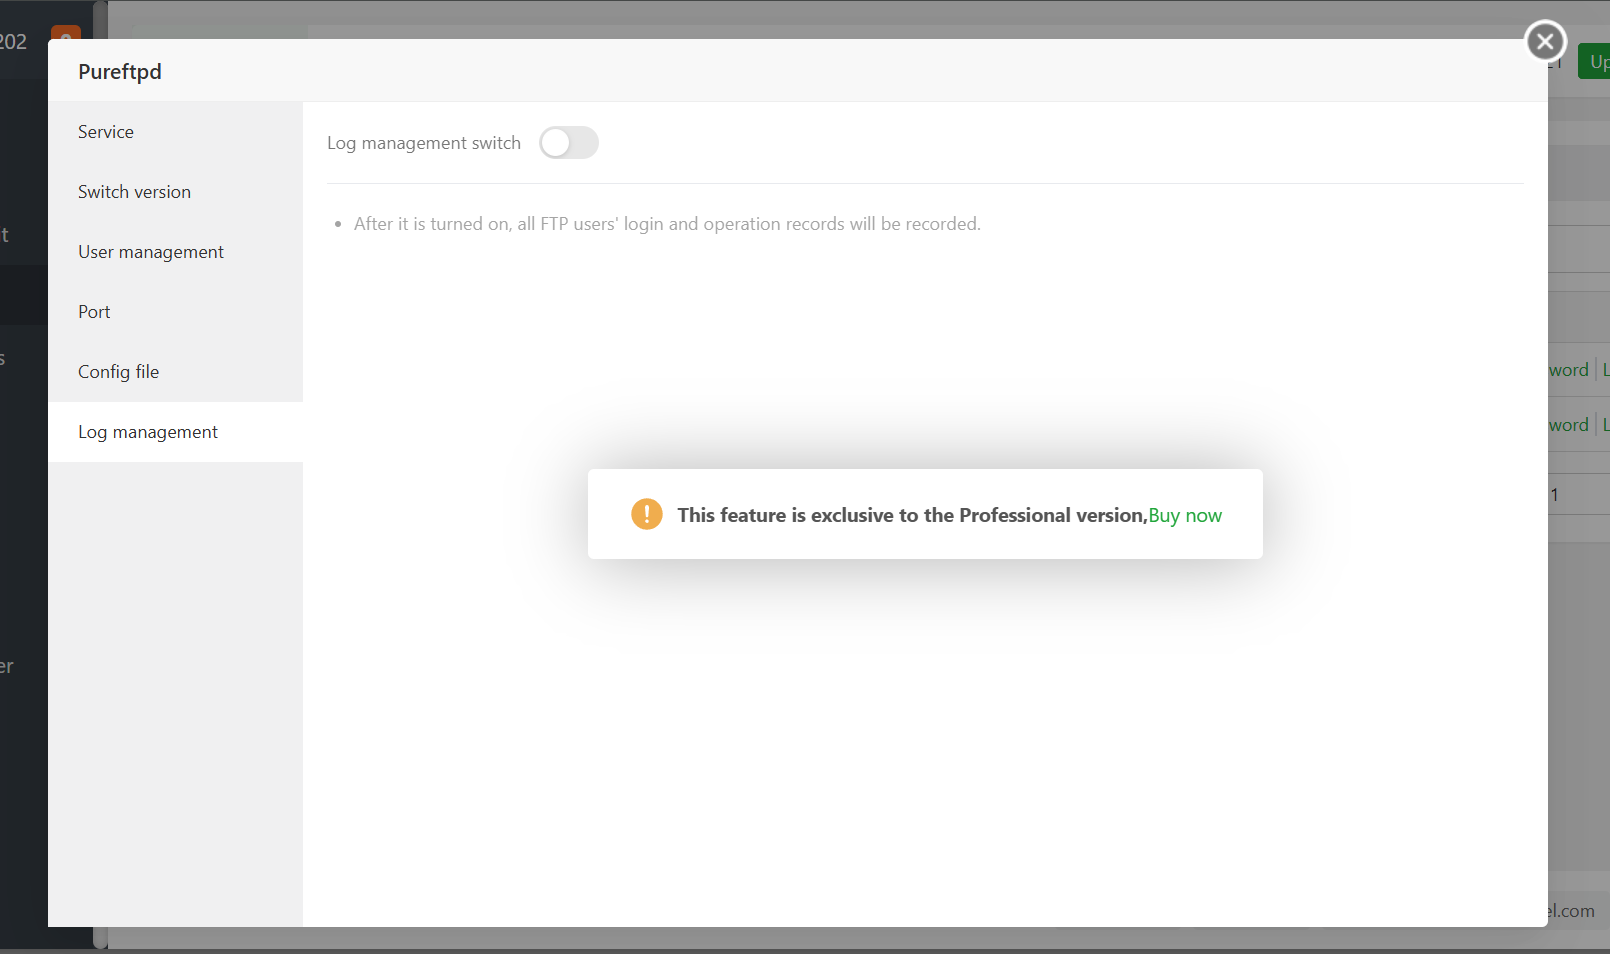 202
Pureftpd
Up
Service
Log management switch
Switch version
After it is turned on, all FTP users' login and operation records will be recorded.
t
User management
Port
s
Config file
word
L
Log management
word
L
1
This feature is exclusive to the Professional version,Buy now
er
el.com